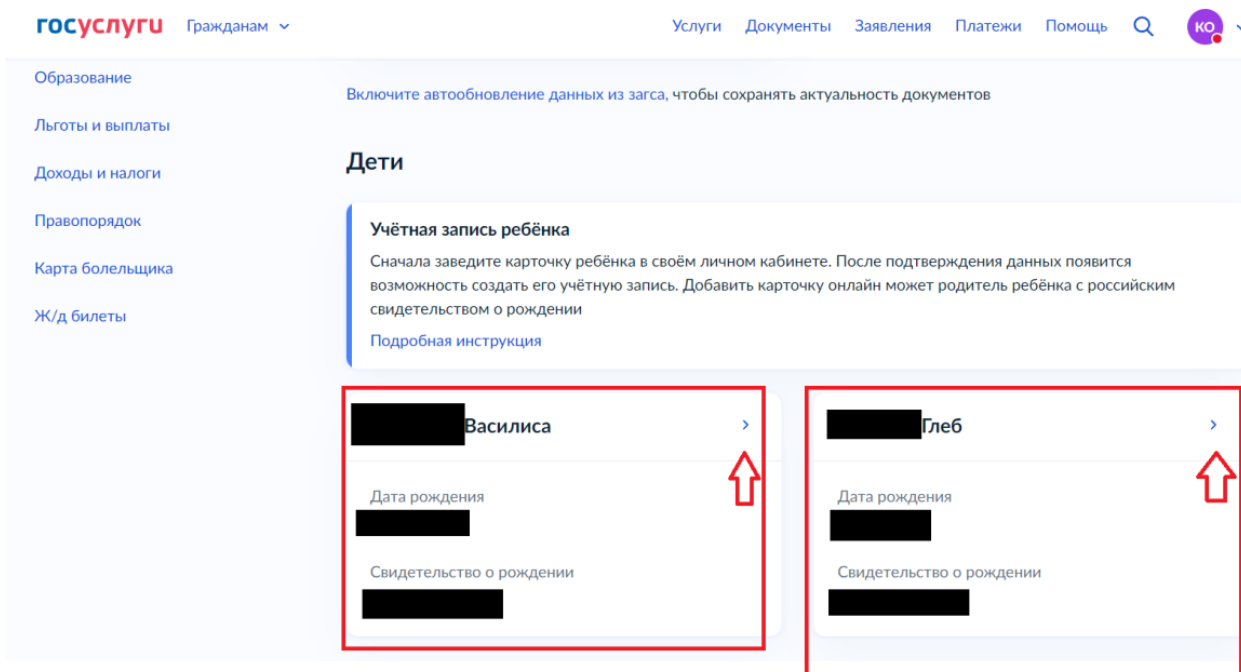 госуслуги Гражданам Услуги Документы Заявления Платежи Помощь КО
Образование
Льготы и выплаты
Доходы и налоги
Правопорядок
Карта болельщика
Ж/д билеты
Включите автообновление данных из загса, чтобы сохранять актуальность документов
Дети
Учётная запись ребёнка
Сначала заведите карточку ребёнка в своём личном кабинете. После подтверждения данных появится
возможность создать его учётную запись. Добавить карточку онлайн может родитель ребёнка с российским
свидетельством о рождении
Подробная инструкция
Василиса
Дата рождения
Свидетельство о рождении
Глеб
Дата рождения
Свидетельство о рождении